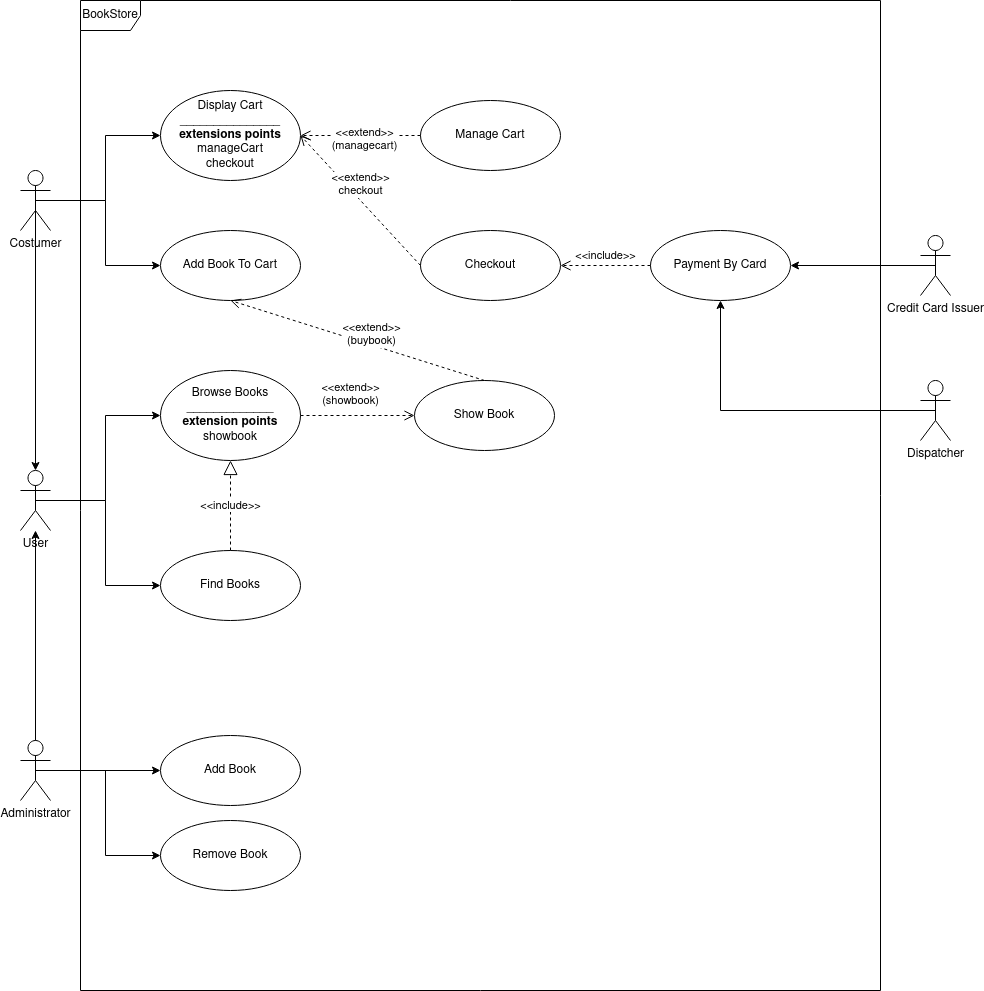 BookStore
Display Cart
extensions points
manageCart
checkout
<<extend>>
(managecart)
Manage Cart
<<extend>>
checkout
Costumer
Add Book To Cart
Checkout
<<include>>
Payment By Card
Credit Card Issuer
<<extend>>
(buybook)
Browse Books
extension points
showbook
<<extend>>
(showbook)
Show Book
Dispatcher
<<include>>
User
Find Books
Add Book
Administrator
Remove Book